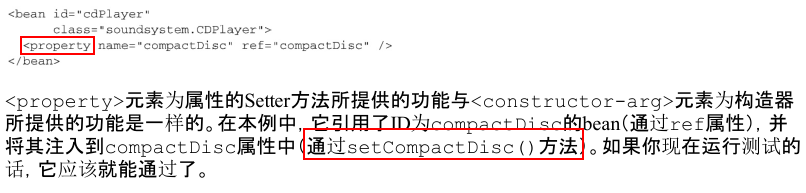 <bean id="cdPlayer"
class="soundsystem.CDPlayer">
<property name="compactDisc" ref="compactDisc" />
</bean>
<property>元素为属性的Setter方法所提供的功能与<constructor-arg>元素为构造器
所提供的功能是一样的。在本例中，它引用了ID为compactDisc的bean（通过ref属性），并
将其注入到compactDisc属性中（通过setCompactDisc()方法）。如果你现在运行测试的
话，它应该就能通过了。